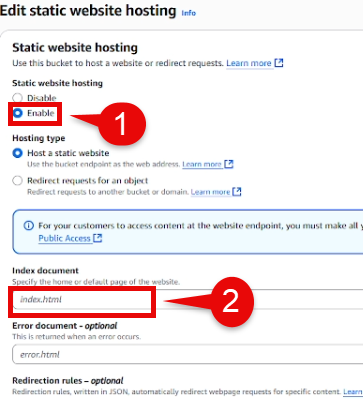 Edit static website hosting Info
Static website hosting
Use this bucket to host a website or redirect requests. Learn more
Static website hosting
Disable
Enable
1
Hosting type
Host a static website
Use the bucket endpoint as the web address. Learn more
Redirect requests for an object
Redirect requests to another bucket or domain. Learn more
For your customers to access content at the website endpoint, you must make all
Public Access
Index document
Specify the home or default page of the website.
index.html
2
Error document - optional
This is returned when an error occurs.
error.html
Redirection rules – optional
Redirection rules, written in JSON, automatically redirect webpage requests for specific content. Learn